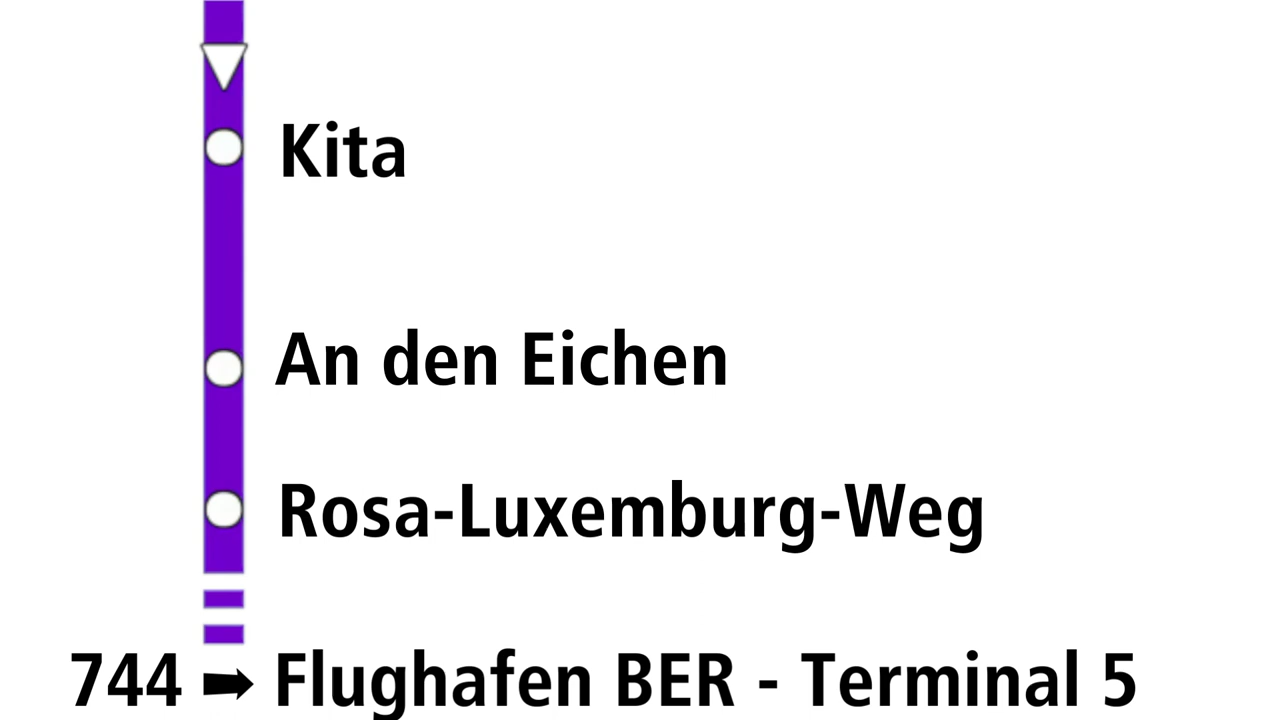 Kita
An den Eichen
Rosa-Luxemburg-Weg
744 ➡ Flughafen BER - Terminal 5